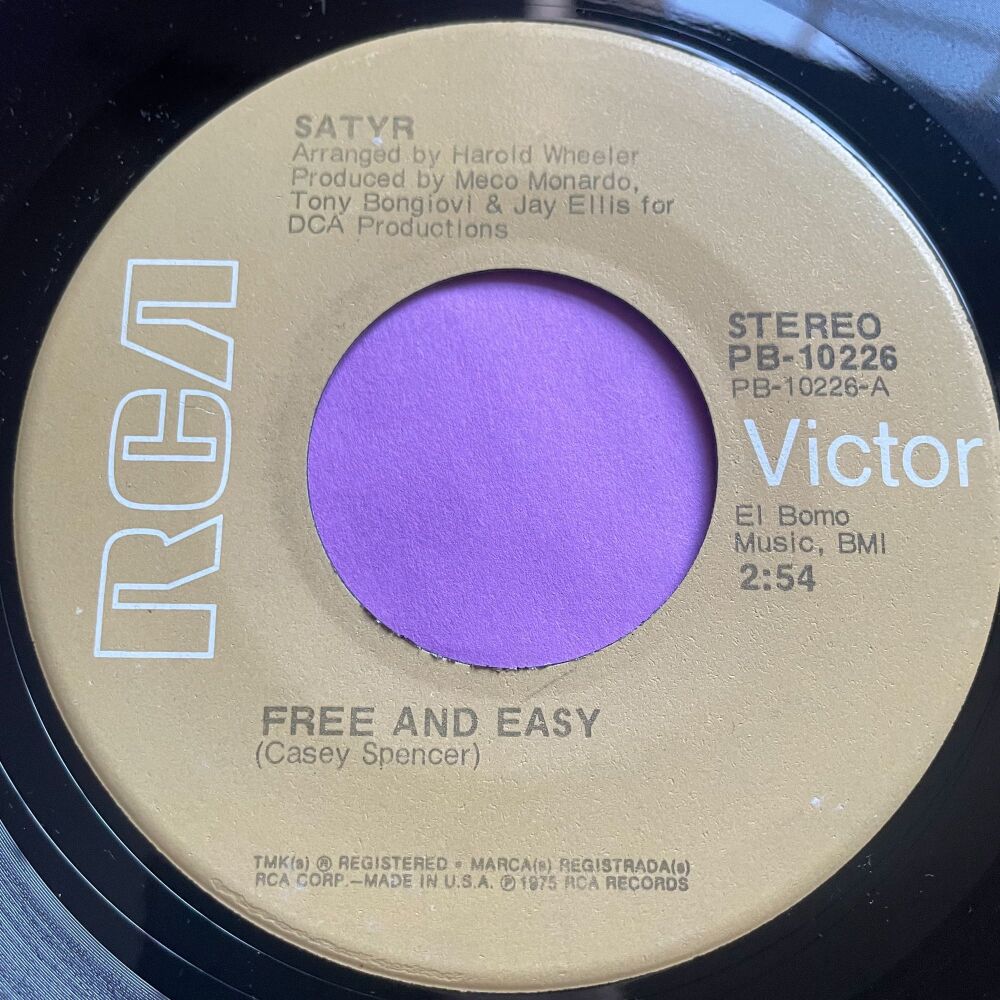 SATYR
Arranged by Harold Wheeler
Produced by Meco Monardo,
Tony Bongiovi & Jay Ellis for
DCA Productions
RCA
STEREO
PB-10226
PB-10226-A
Victor
El Bomo
Music, BMI
2:54
FREE AND EASY
(Casey Spencer)
TMK(s) ® REGISTERED • MARCA(s) REGISTRADA(s)
RCA CORP.—MADE IN U.S.A. ℗ 1975 RCA RECORDS